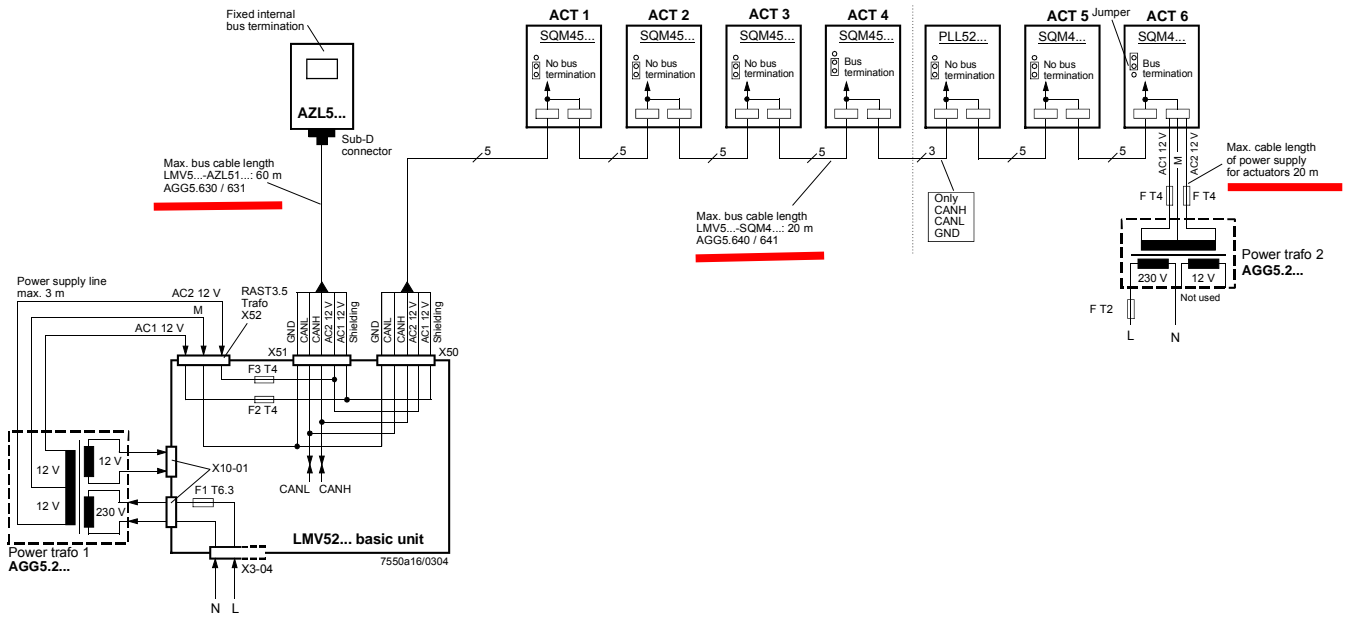 Fixed internal
bus termination
AZL5...
Sub-D
connector
Max. bus cable length
LMV5...-AZL51...: 60 m
AGG5.630 / 631
ACT 1
SQM45...
No bus
termination
ACT 2
SQM45...
No bus
termination
ACT 3
SQM45...
No bus
termination
ACT 4
SQM45...
Bus
termination
PLL52...
No bus
termination
ACT 5
SQM4...
No bus
termination
Jumper
ACT 6
SQM4...
Bus
termination
5
5
5
5
3
5
5
Only
CANH
CANL
GND
Max. bus cable length
LMV5...-SQM4...: 20 m
AGG5.640 / 641
AC1 12 V
M
AC2 12 V
Max. cable length
of power supply
for actuators 20 m
F T4
F T4
Power trafo 2
AGG5.2...
230 V
12 V
Not used
F T2
L
N
Power supply line
max. 3 m
AC2 12 V
M
AC1 12 V
RAST3.5
Trafo
X52
GND
CANL
CANH
AC2 12 V
AC1 12 V
Shielding
GND
CANL
CANH
AC2 12 V
AC1 12 V
Shielding
X51
X50
F3 T4
F2 T4
12 V
12 V
12 V
230 V
X10-01
F1 T6.3
CANL
CANH
LMV52... basic unit
7550a16/0304
Power trafo 1
AGG5.2...
X3-04
N
L